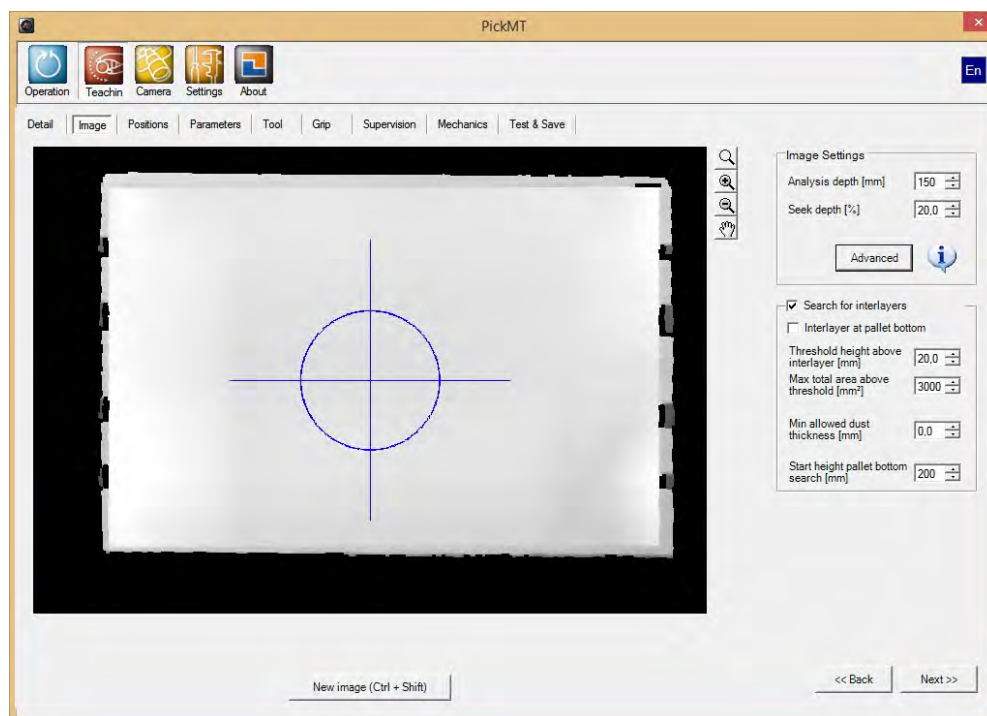 PickMT
Operation Teachin Camera Settings About
En
Detail Image Positions Parameters Tool Grip Supervision Mechanics Test & Save
Image Settings
Analysis depth [mm] 150
Seek depth [%] 20,0
Advanced
Search for interlayers
Interlayer at pallet bottom
Threshold height above
interlayer [mm] 20,0
Max total area above
threshold [mm²] 3000
Min allowed dust
thickness [mm] 0,0
Start height pallet bottom
search [mm] 200
New image (Ctrl + Shift)
<< Back Next >>